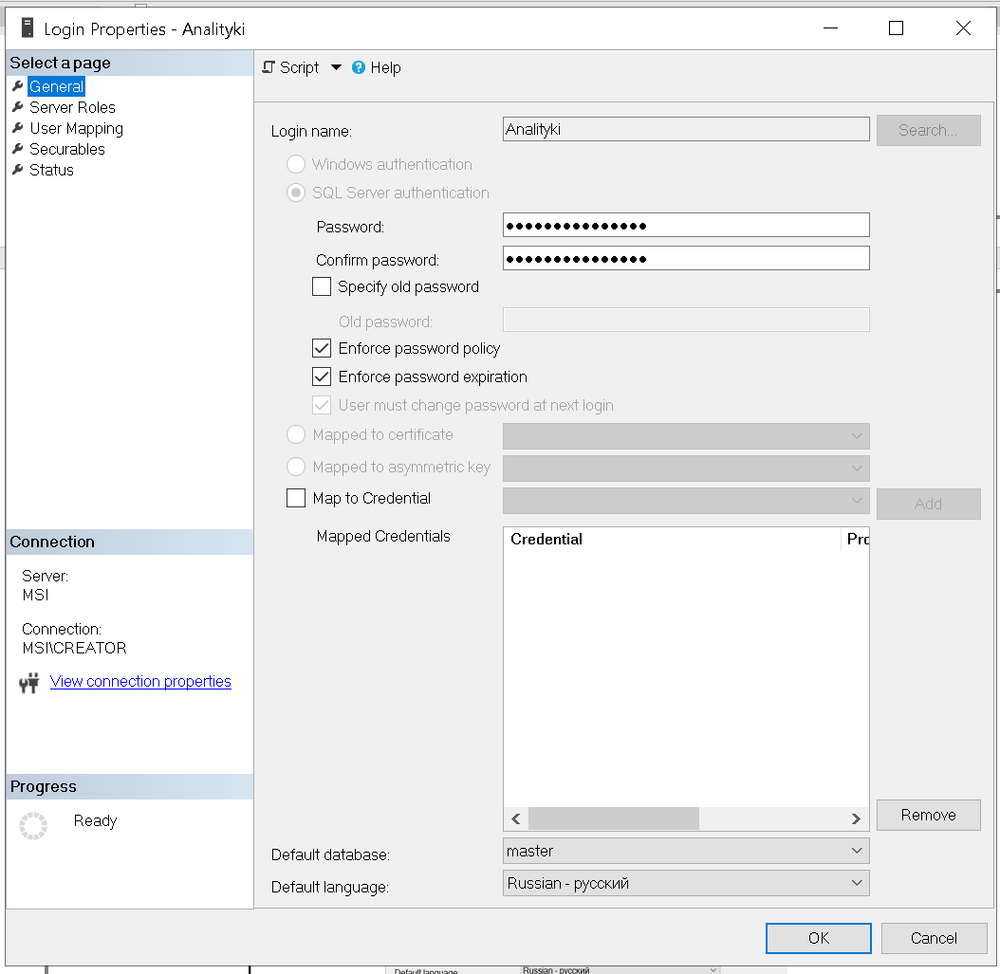 Login Properties - Analityki
Select a page
General
Server Roles
User Mapping
Securables
Status
Connection
Server:
MSI
Connection:
MSI\CREATOR
View connection properties
Progress
Ready
Script
Help
Login name:
Analityki
Search...
Windows authentication
SQL Server authentication
Password:
●●●●●●●●●●●●●●●
Confirm password:
●●●●●●●●●●●●●●●
Specify old password
Old password:
Enforce password policy
Enforce password expiration
User must change password at next login
Mapped to certificate
Mapped to asymmetric key
Map to Credential
Add
Mapped Credentials
Credential
Pro
Remove
Default database:
master
Default language:
Russian - русский
OK
Cancel
Default language:
Russian - русский